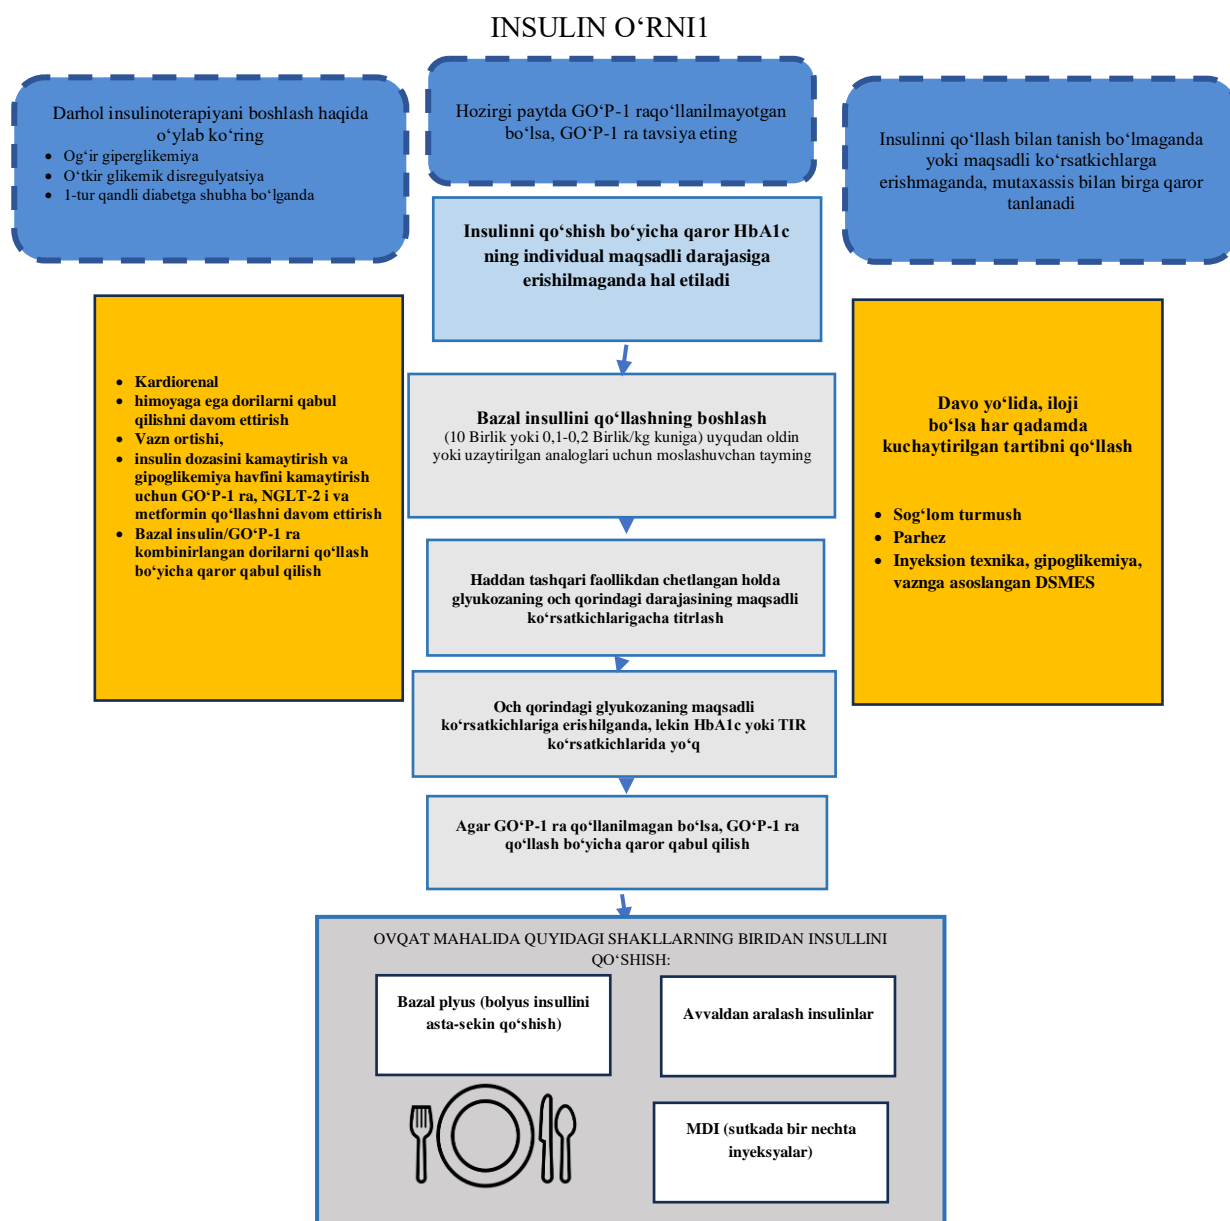 INSULIN O‘RNI1
Darhol insulinoterapiyani boshlash haqida
o‘ylab ko‘ring
• Og‘ir giperglikemiya
• O‘tkir glikemik disregulyatsiya
• 1-tur qandli diabetga shubha bo‘lganda
Hozirgi paytda GO‘P-1 raqo‘llanilmayotgan
bo‘lsa, GO‘P-1 ra tavsiya eting
Insulinni qo‘llash bilan tanish bo‘lmaganda
yoki maqsadli ko‘rsatkichlarga
erishmaganda, mutaxassis bilan birga qaror
tanlanadi
Insulinni qo‘shish bo‘yicha qaror HbA1c
ning individual maqsadli darajasiga
erishilmaganda hal etiladi
• Kardiorenal
• himoyaga ega dorilarni qabul
qilishni davom ettirish
• Vazn ortishi,
• insulin dozasini kamaytirish va
gipoglikemiya havfini kamaytirish
uchun GO‘P-1 ra, NGLT-2 i va
metformin qo‘llashni davom ettirish
• Bazal insulin/GO‘P-1 ra
kombinirlangan dorilarni qo‘llash
bo‘yicha qaror qabul qilish
Bazal insullini qo‘llashning boshlash
(10 Birlik yoki 0,1-0,2 Birlik/kg kuniga) uyqudan oldin
yoki uzaytirilgan analoglari uchun moslashuvchan tayming
Davo yo‘lida, iloji
bo‘lsa har qadamda
kuchaytirilgan tartibni qo‘llash
• Sog‘lom turmush
• Parhez
• Inyeksion texnika, gipoglikemiya,
vaznga asoslangan DSMES
Haddan tashqari faollikdan chetlangan holda
glyukozaning och qorindagi darajasining maqsadli
ko‘rsatkichlarigacha titrlash
Och qorindagi glyukozaning maqsadli
ko‘rsatkichlariga erishilganda, lekin HbA1c yoki TIR
ko‘rsatkichlarida yo‘q
Agar GO‘P-1 ra qo‘llanilmagan bo‘lsa, GO‘P-1 ra
qo‘llash bo‘yicha qaror qabul qilish
OVQAT MAHALIDA QUYIDAGI SHAKLLARNING BIRIDAN INSULLINI
QO‘SHISH:
Bazal plyus (bolyus insullini
asta-sekin qo‘shish)
Avvaldan aralash insulinlar
MDI (sutkada bir nechta
inyeksyalar)